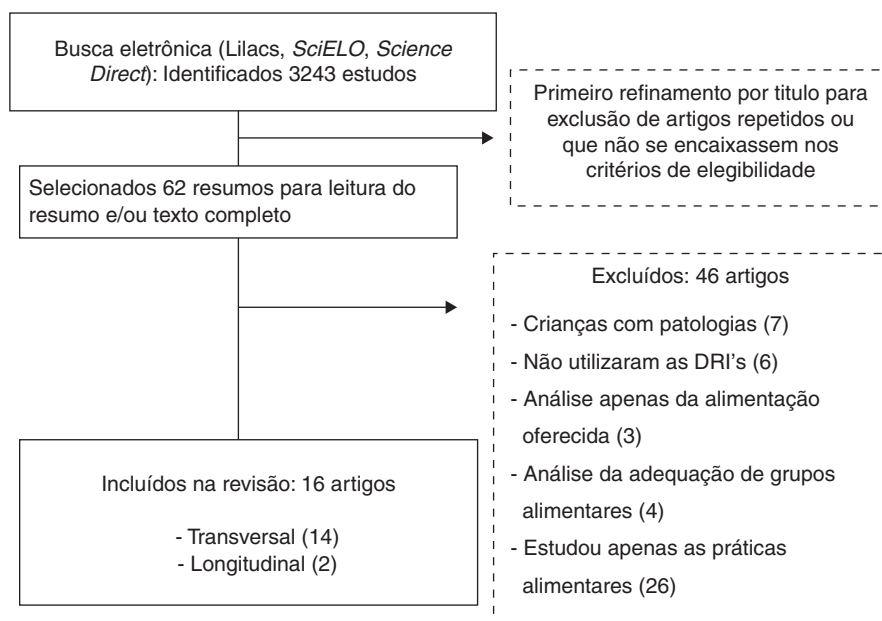 Busca eletrônica (Lilacs, SciELO, Science
Direct): Identificados 3243 estudos
Primeiro refinamento por titulo para
exclusão de artigos repetidos ou
que não se encaixassem nos
critérios de elegibilidade
Selecionados 62 resumos para leitura do
resumo e/ou texto completo
Excluídos: 46 artigos
- Crianças com patologias (7)
- Não utilizaram as DRI's (6)
- Análise apenas da alimentação
oferecida (3)
- Análise da adequação de grupos
alimentares (4)
- Estudou apenas as práticas
alimentares (26)
Incluídos na revisão: 16 artigos
- Transversal (14)
- Longitudinal (2)